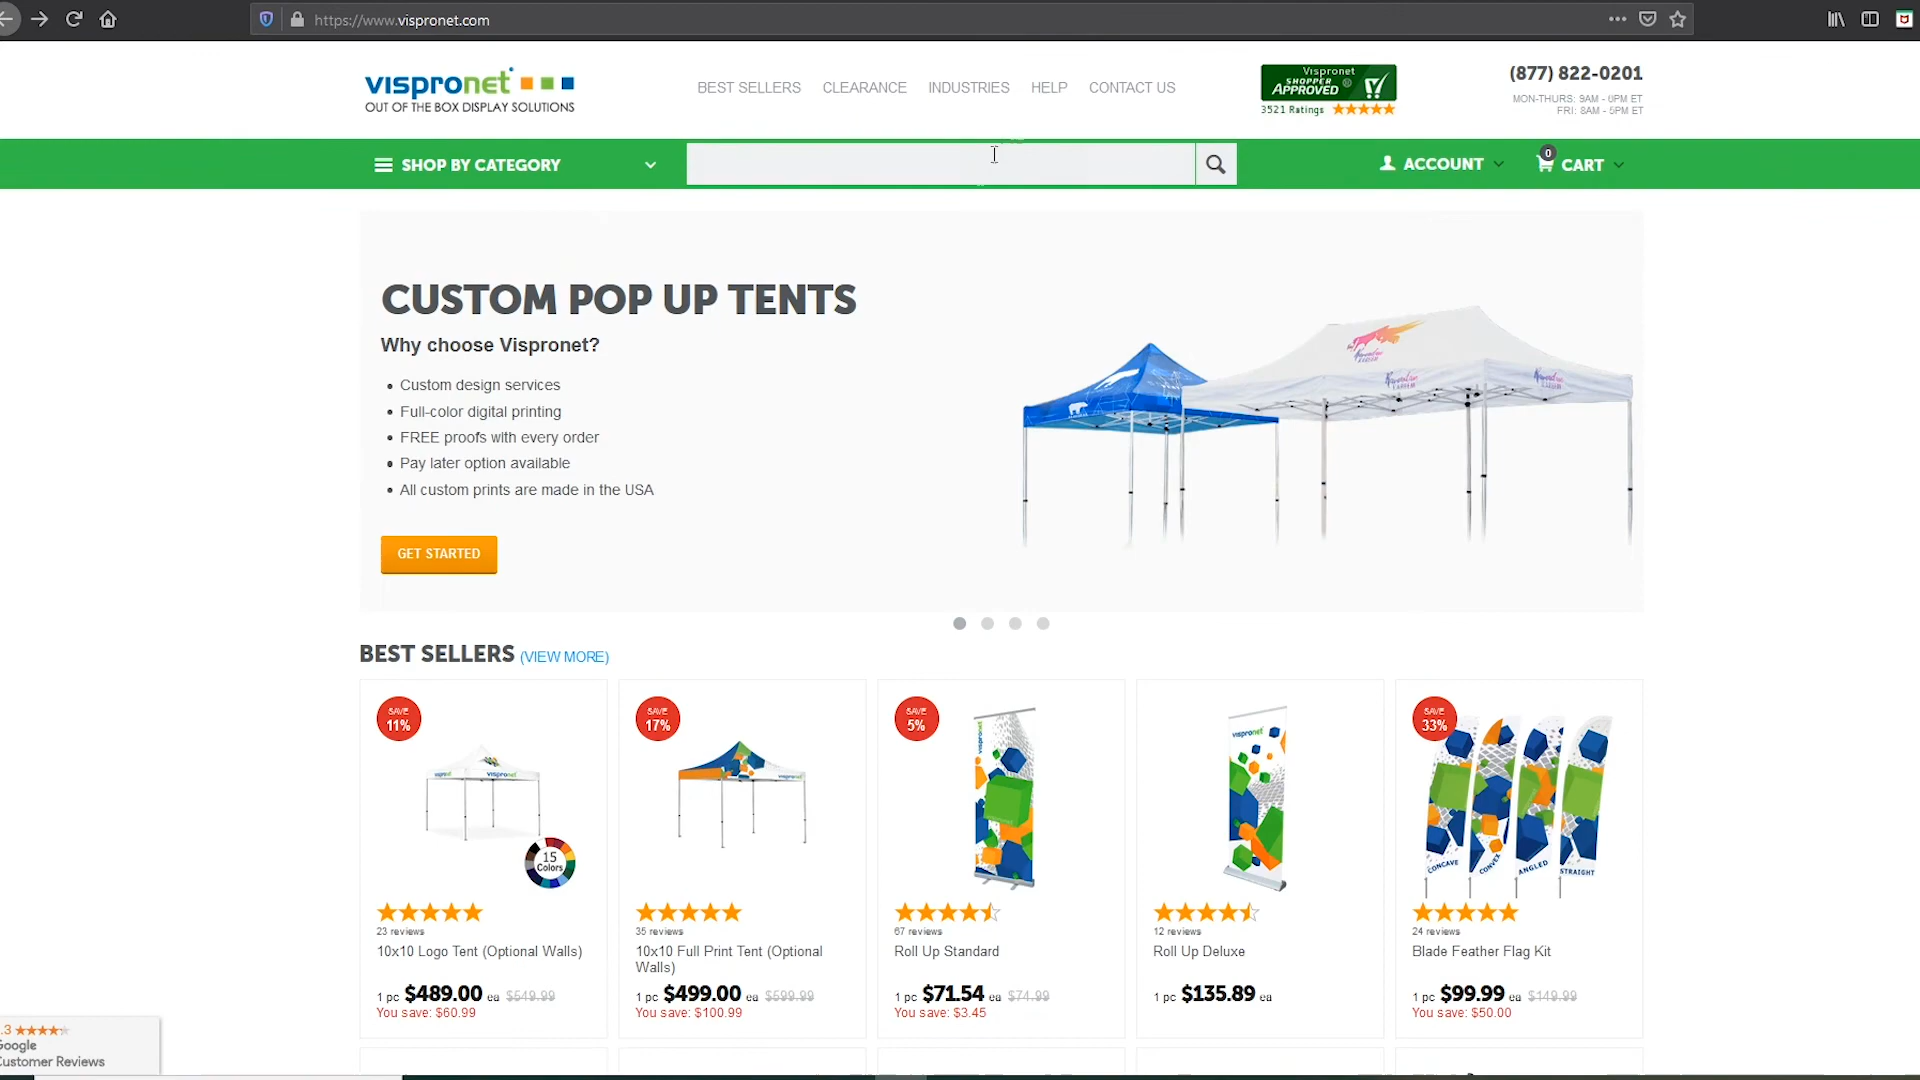 https://www.vispronet.com
vispronet
OUT OF THE BOX DISPLAY SOLUTIONS
BEST SELLERS CLEARANCE INDUSTRIES HELP CONTACT US
Vispronet
SHOPPER
APPROVED
3521 Ratings
(877) 822-0201
MON-THURS: 9AM - 6PM ET
FRI: 8AM - 5PM ET
SHOP BY CATEGORY
ACCOUNT
0
CART
CUSTOM POP UP TENTS
Why choose Vispronet?
Custom design services
Full-color digital printing
FREE proofs with every order
Pay later option available
All custom prints are made in the USA
GET STARTED
BEST SELLERS (VIEW MORE)
SAVE
11%
vispronet
vispronet
15
Colors
23 reviews
10x10 Logo Tent (Optional Walls)
1 pc $489.00 ea $549.99
You save: $60.99
SAVE
17%
vispronet
35 reviews
10x10 Full Print Tent (Optional
Walls)
1 pc $499.00 ea $599.99
You save: $100.99
SAVE
5%
vispronet
67 reviews
Roll Up Standard
1 pc $71.54 ea $74.99
You save: $3.45
vispronet
12 reviews
Roll Up Deluxe
1 pc $135.89 ea
SAVE
33%
CONCAVE
CONVEX
ANGLED
STRAIGHT
24 reviews
Blade Feather Flag Kit
1 pc $99.99 ea $149.99
You save: $50.00
.3
Google
Customer Reviews